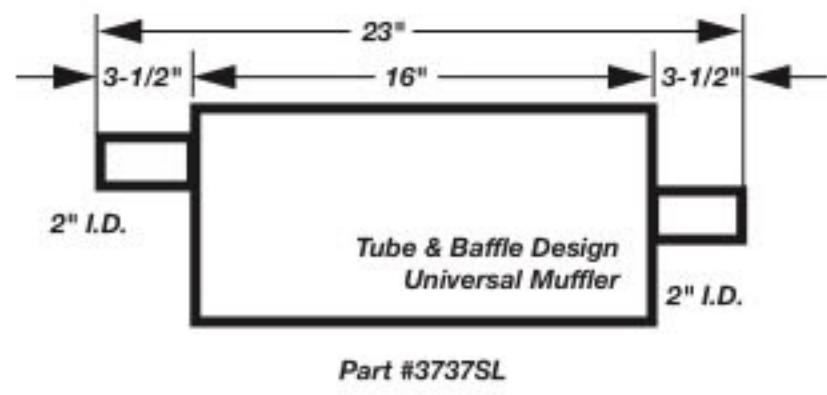 23"
3-1/2" 16" 3-1/2"
2" I.D.
Tube & Baffle Design
Universal Muffler
2" I.D.
Part #3737SL